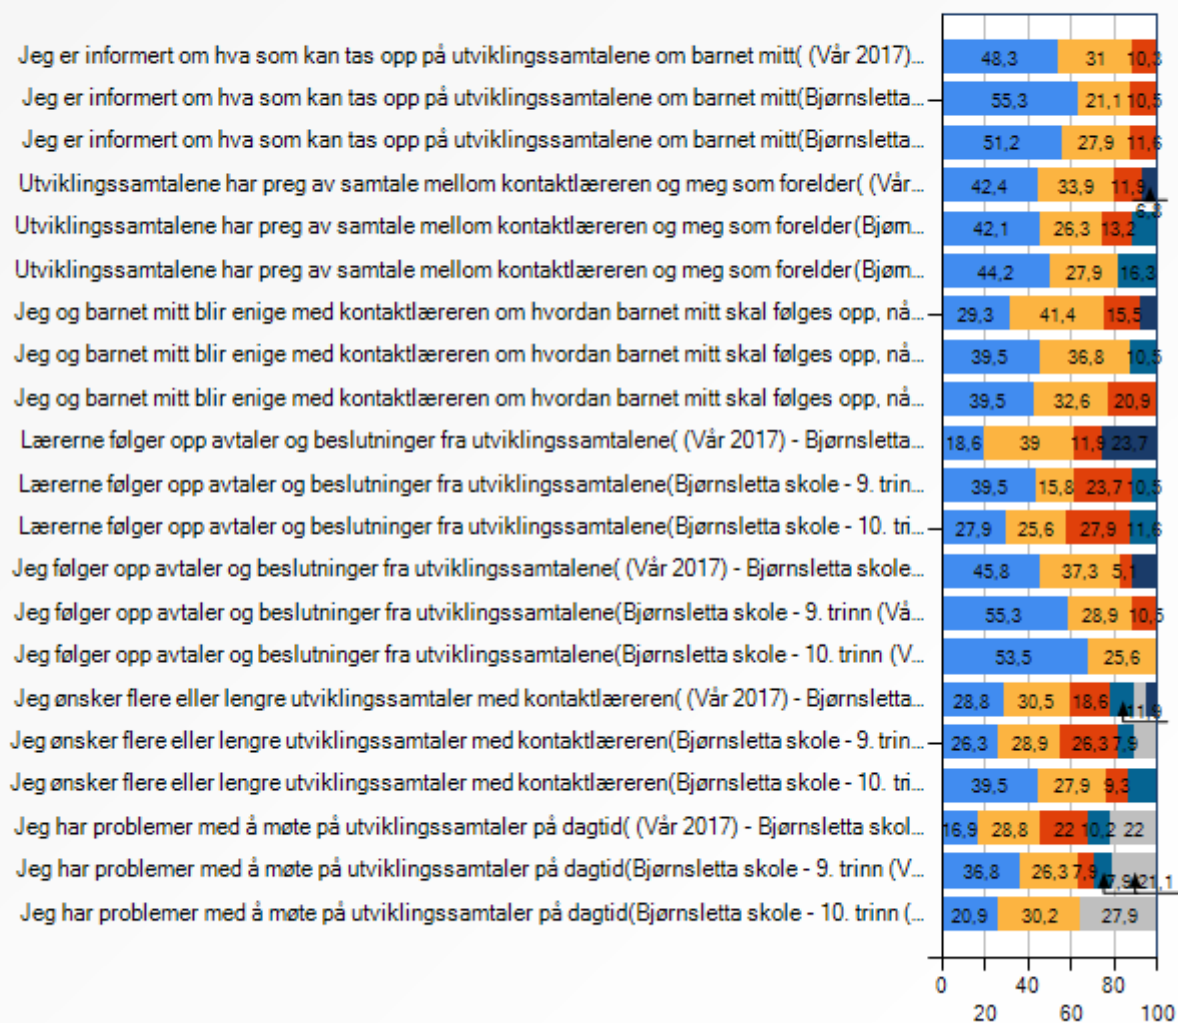 Jeg er informert om hva som kan tas opp på utviklingssamtalene om barnet mitt( (Vår 2017)... 48,3 31 10,3
Jeg er informert om hva som kan tas opp på utviklingssamtalene om barnet mitt(Bjørnsletta... 55,3 21,1 10,5
Jeg er informert om hva som kan tas opp på utviklingssamtalene om barnet mitt(Bjørnsletta... 51,2 27,9 11,6
Utviklingssamtalene har preg av samtale mellom kontaktlæreren og meg som forelder( (Vår... 42,4 33,9 11,9 6,8
Utviklingssamtalene har preg av samtale mellom kontaktlæreren og meg som forelder(Bjørn... 42,1 26,3 13,2
Utviklingssamtalene har preg av samtale mellom kontaktlæreren og meg som forelder(Bjørn... 44,2 27,9 16,3
Jeg og barnet mitt blir enige med kontaktlæreren om hvordan barnet mitt skal følges opp, nå... 29,3 41,4 15,5
Jeg og barnet mitt blir enige med kontaktlæreren om hvordan barnet mitt skal følges opp, nå... 39,5 36,8 10,5
Jeg og barnet mitt blir enige med kontaktlæreren om hvordan barnet mitt skal følges opp, nå... 39,5 32,6 20,9
Lærerne følger opp avtaler og beslutninger fra utviklingssamtalene( (Vår 2017) - Bjørnsletta... 18,6 39 11,9 23,7
Lærerne følger opp avtaler og beslutninger fra utviklingssamtalene(Bjørnsletta skole - 9. trin... 39,5 15,8 23,7 10,5
Lærerne følger opp avtaler og beslutninger fra utviklingssamtalene(Bjørnsletta skole - 10. tri... 27,9 25,6 27,9 11,6
Jeg følger opp avtaler og beslutninger fra utviklingssamtalene( (Vår 2017) - Bjørnsletta skole... 45,8 37,3 5,1
Jeg følger opp avtaler og beslutninger fra utviklingssamtalene(Bjørnsletta skole - 9. trinn (Vå... 55,3 28,9 10,5
Jeg følger opp avtaler og beslutninger fra utviklingssamtalene(Bjørnsletta skole - 10. trinn (V... 53,5 25,6
Jeg ønsker flere eller lengre utviklingssamtaler med kontaktlæreren( (Vår 2017) - Bjørnsletta... 28,8 30,5 18,6 11,9
Jeg ønsker flere eller lengre utviklingssamtaler med kontaktlæreren(Bjørnsletta skole - 9. trin... 26,3 28,9 26,3 7,9
Jeg ønsker flere eller lengre utviklingssamtaler med kontaktlæreren(Bjørnsletta skole - 10. tri... 39,5 27,9 9,3
Jeg har problemer med å møte på utviklingssamtaler på dagtid( (Vår 2017) - Bjørnsletta skol... 16,9 28,8 22 10,2 22
Jeg har problemer med å møte på utviklingssamtaler på dagtid(Bjørnsletta skole - 9. trinn (V... 36,8 26,3 7,9 7,9 21,1
Jeg har problemer med å møte på utviklingssamtaler på dagtid(Bjørnsletta skole - 10. trinn (... 20,9 30,2 27,9
0 40 80
20 60 100